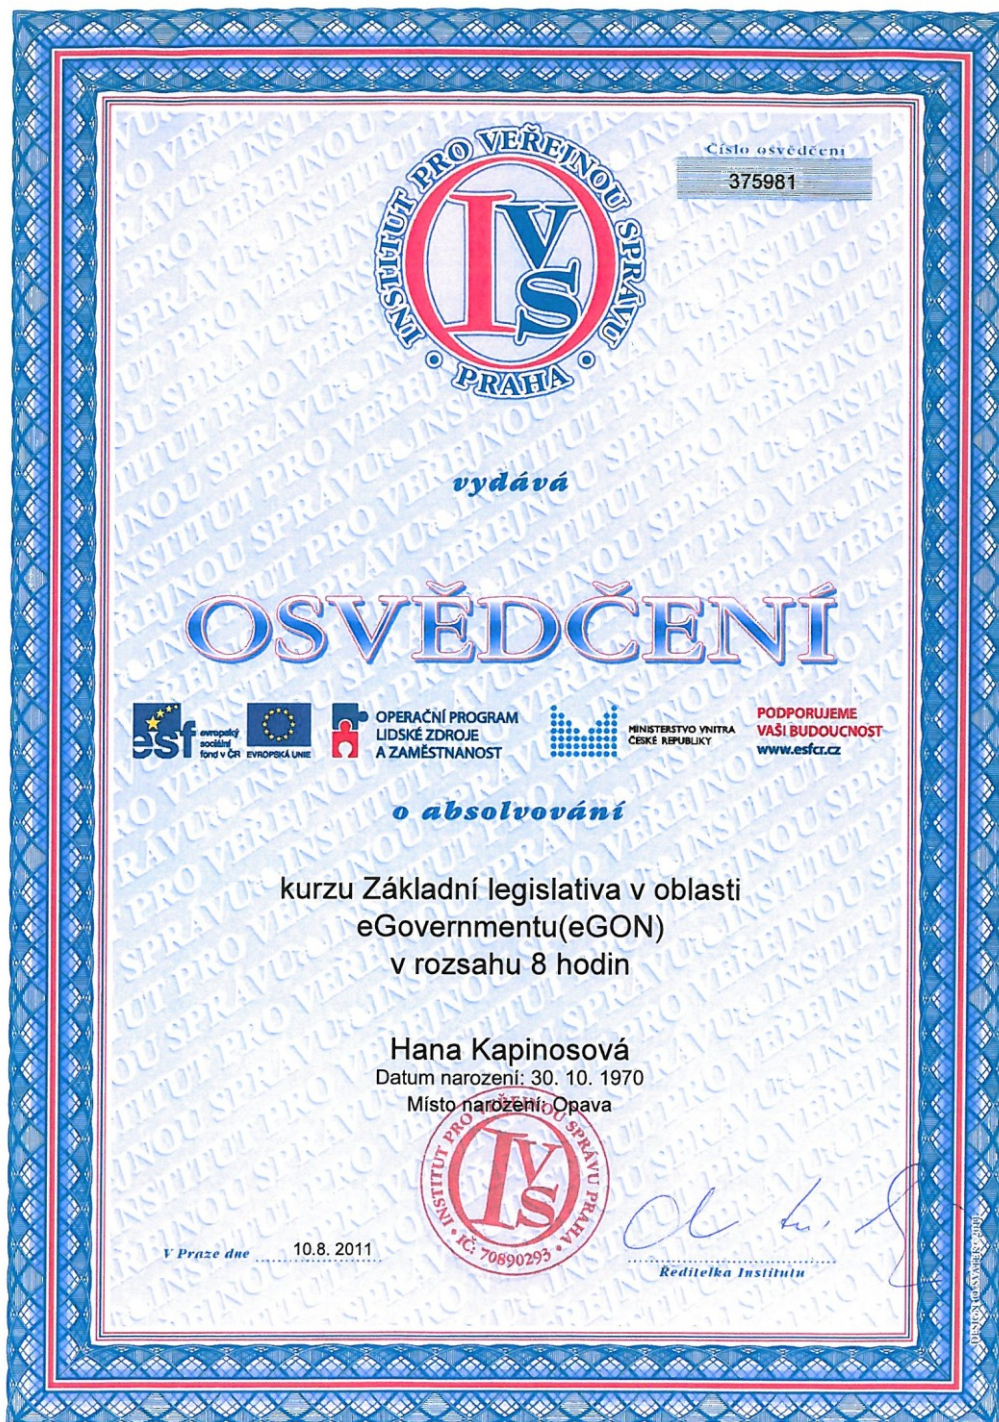 INSTITUT PRO VEŘEJNOU SPRÁVU
PRAHA
IVS
Číslo osvědčení
375981
vydává
OSVĚDČENÍ
esf evropský sociální fond v ČR
EVROPSKÁ UNIE
OPERAČNÍ PROGRAM
LIDSKÉ ZDROJE
A ZAMĚSTNANOST
MINISTERSTVO VNITRA
ČESKÉ REPUBLIKY
PODPORUJEME
VAŠI BUDOUCNOST
www.esfcr.cz
o absolvování
kurzu Základní legislativa v oblasti
eGovernmentu(eGON)
v rozsahu 8 hodin
Hana Kapinosová
Datum narození: 30. 10. 1970
Místo narození: Opava
INSTITUT PRO VEŘEJNOU SPRÁVU PRAHA
IVS
IČ: 70890293
V Praze dne 10.8. 2011
Ředitelka Institutu